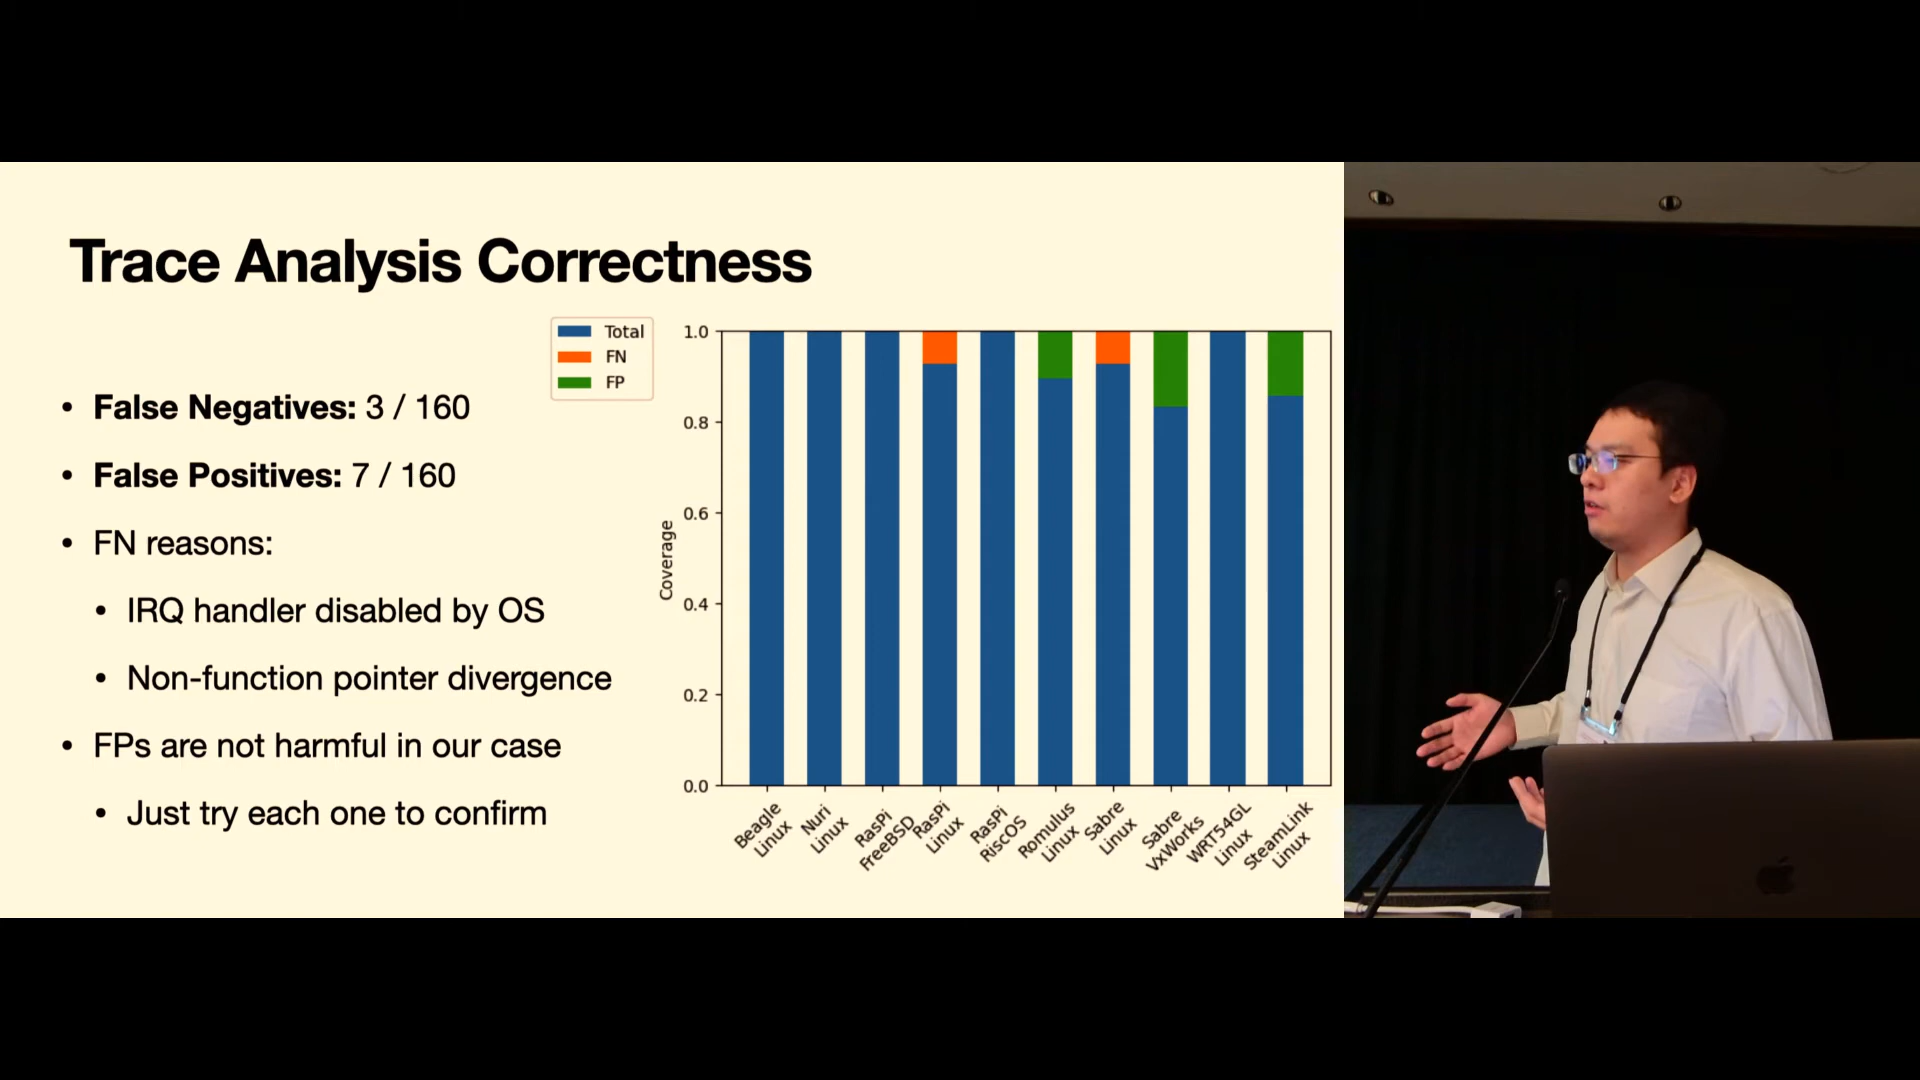 Trace Analysis Correctness
• False Negatives: 3 / 160
• False Positives: 7 / 160
• FN reasons:
• IRQ handler disabled by OS
• Non-function pointer divergence
• FPs are not harmful in our case
• Just try each one to confirm
Total
FN
FP
Coverage
1.0
0.8
0.6
0.4
0.2
0.0
Beagle
Linux
Nuri
Linux
RasPi
FreeBSD
RasPi
Linux
RasPi
RiscOS
Romulus
Linux
Sabre
Linux
Sabre
VxWorks
WRT54GL
Linux
SteamLink
Linux